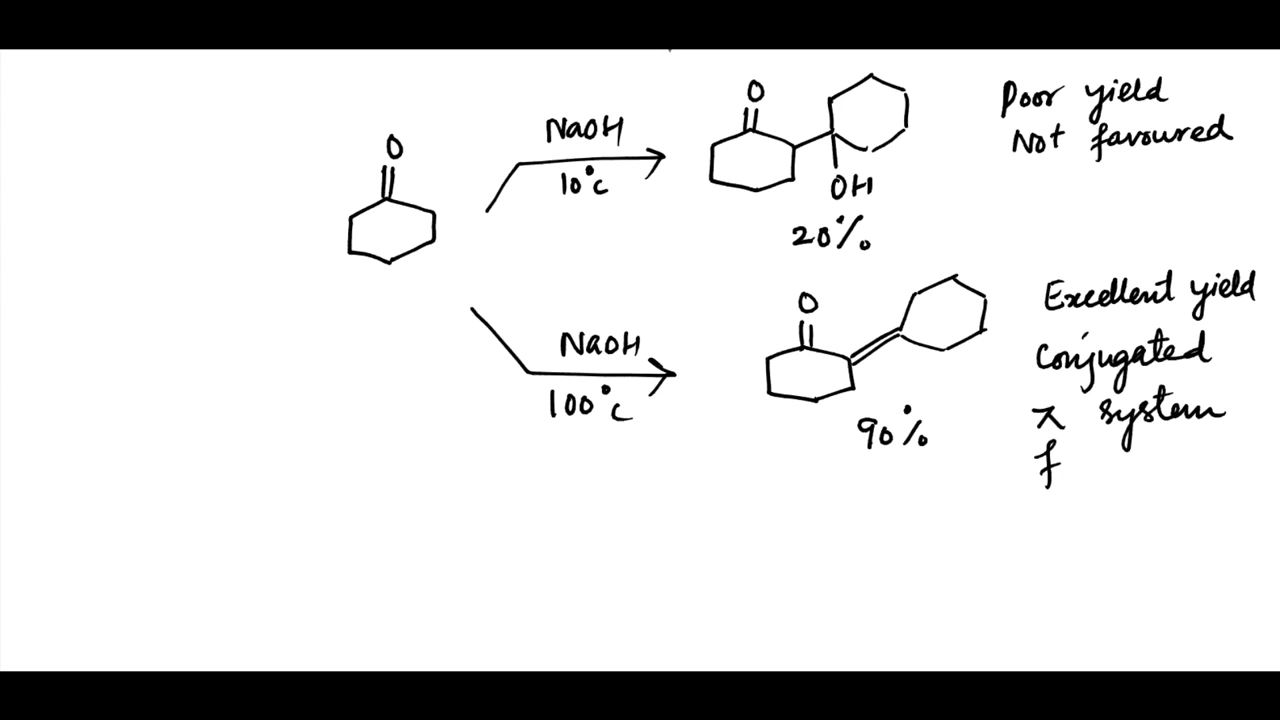 O
NaOH
10°C
O
OH
20%
Poor yield
Not favoured
NaOH
100°C
O
90%
Excellent yield
Conjugated
π system
f